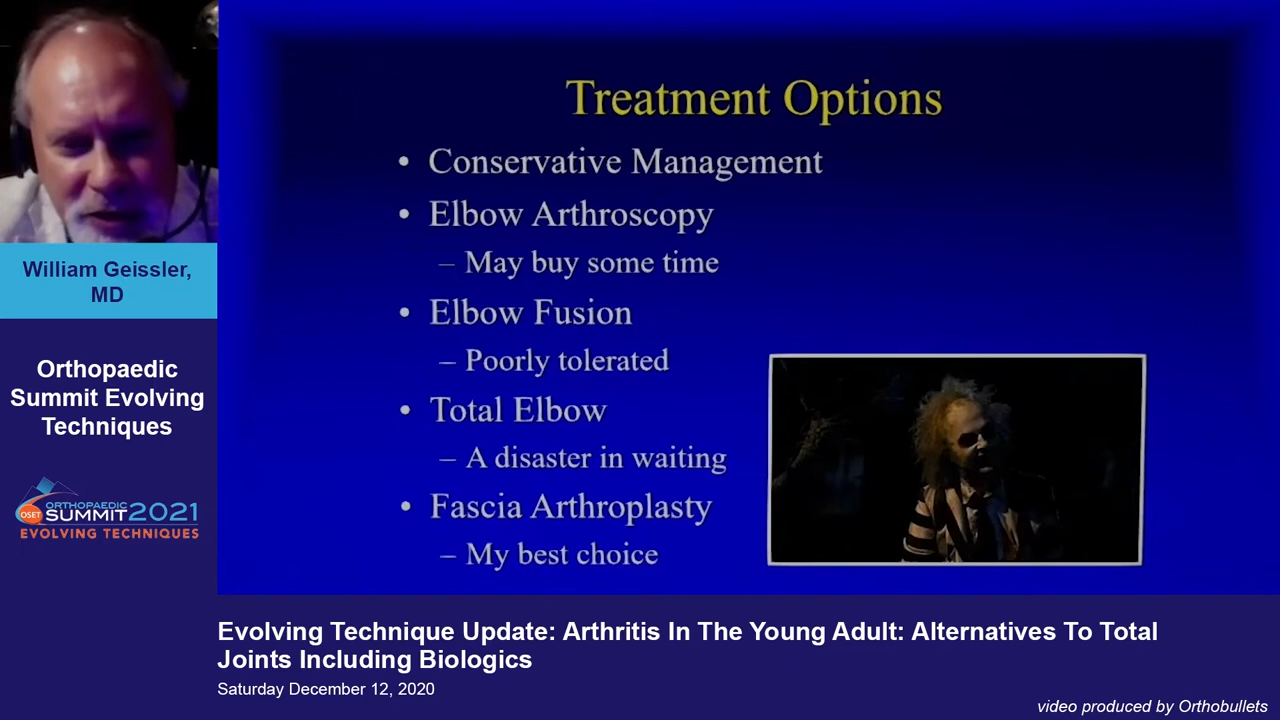 William Geissler,
MD
Orthopaedic
Summit Evolving
Techniques
ORTHOPAEDIC
OSET
SUMMIT 2021
EVOLVING TECHNIQUES
Treatment Options
• Conservative Management
• Elbow Arthroscopy
– May buy some time
• Elbow Fusion
– Poorly tolerated
• Total Elbow
– A disaster in waiting
• Fascia Arthroplasty
– My best choice
Evolving Technique Update: Arthritis In The Young Adult: Alternatives To Total
Joints Including Biologics
Saturday December 12, 2020
video produced by Orthobullets